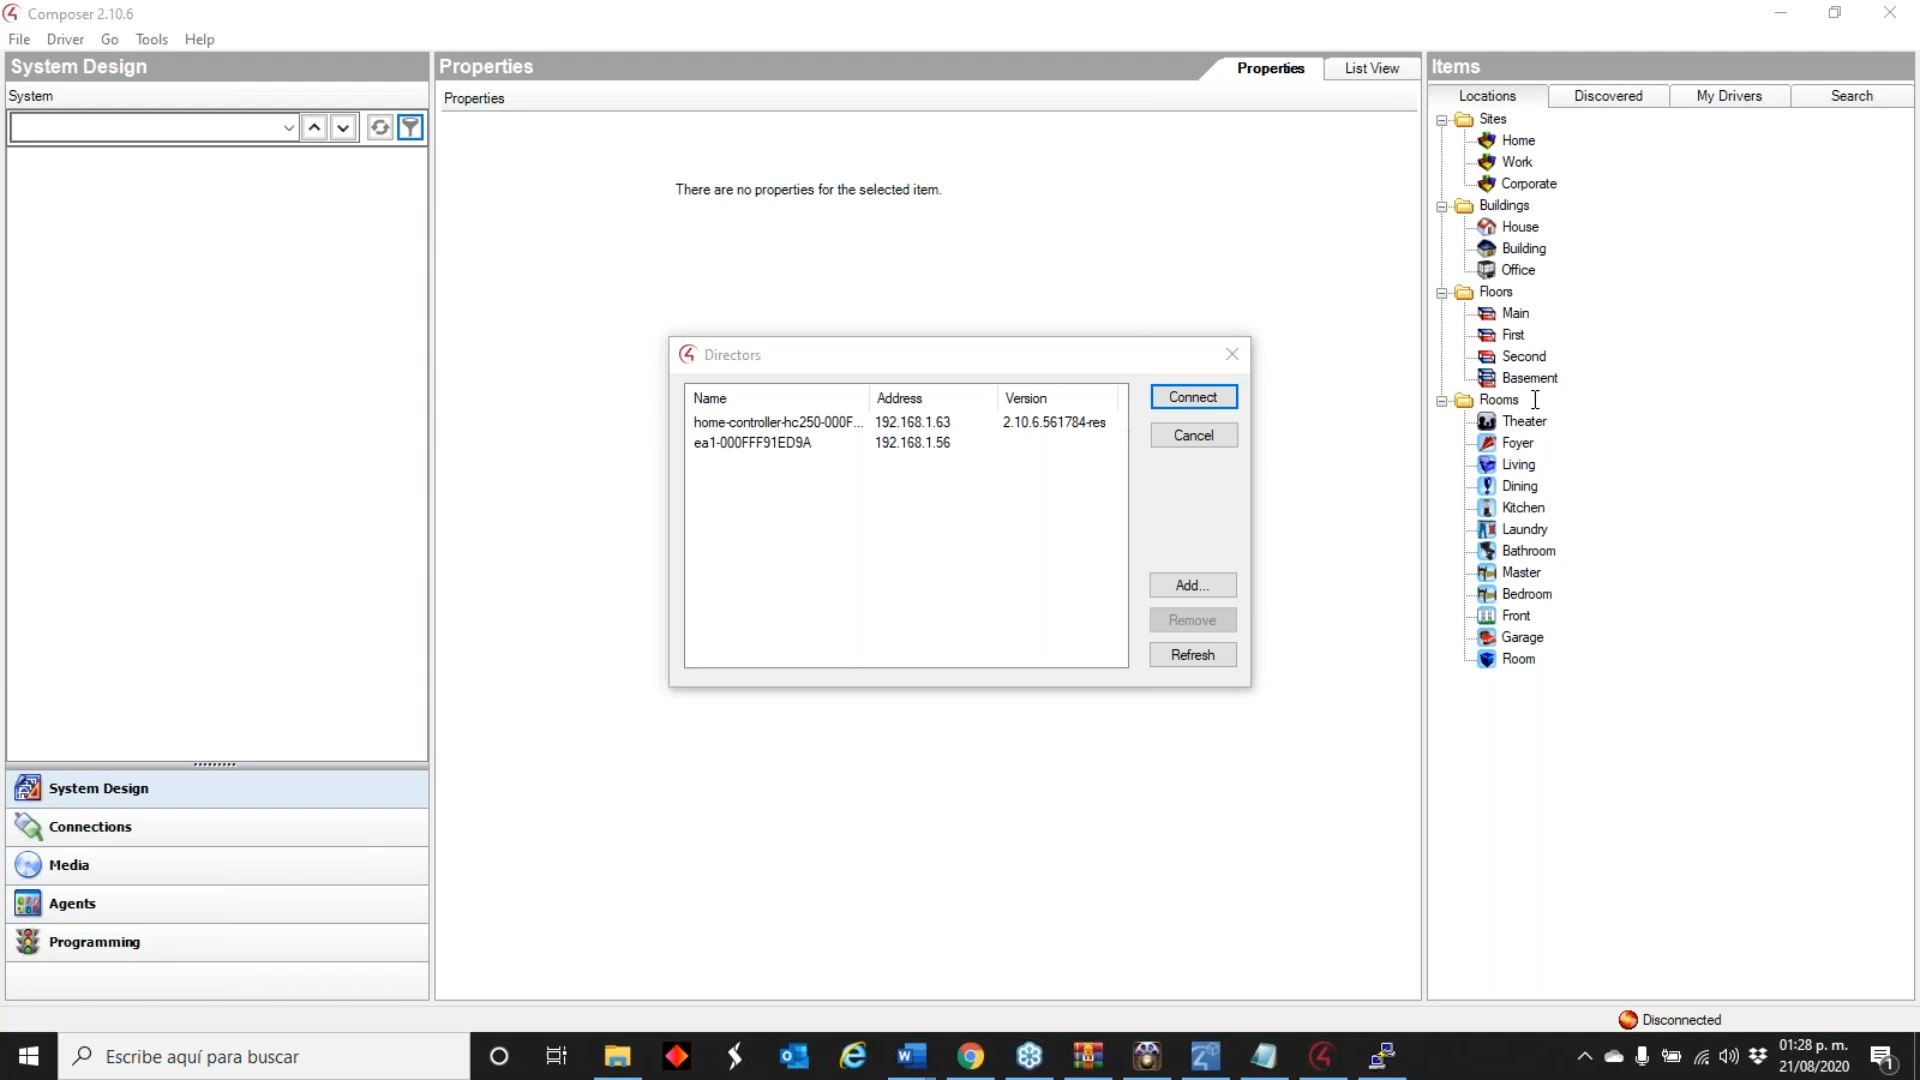 Composer 2.10.6
File Driver Go Tools Help
System Design
System
Properties
Properties List View
Properties
There are no properties for the selected item.
Directors
Name Address Version
home-controller-hc250-000F... 192.168.1.63 2.10.6.561784-res
ea1-000FFF91ED9A 192.168.1.56
Connect
Cancel
Add...
Remove
Refresh
Items
Locations Discovered My Drivers Search
Sites
Home
Work
Corporate
Buildings
House
Building
Office
Floors
Main
First
Second
Basement
Rooms
Theater
Foyer
Living
Dining
Kitchen
Laundry
Bathroom
Master
Bedroom
Front
Garage
Room
System Design
Connections
Media
Agents
Programming
Disconnected
Escribe aquí para buscar
01:28 p. m.
21/08/2020
1